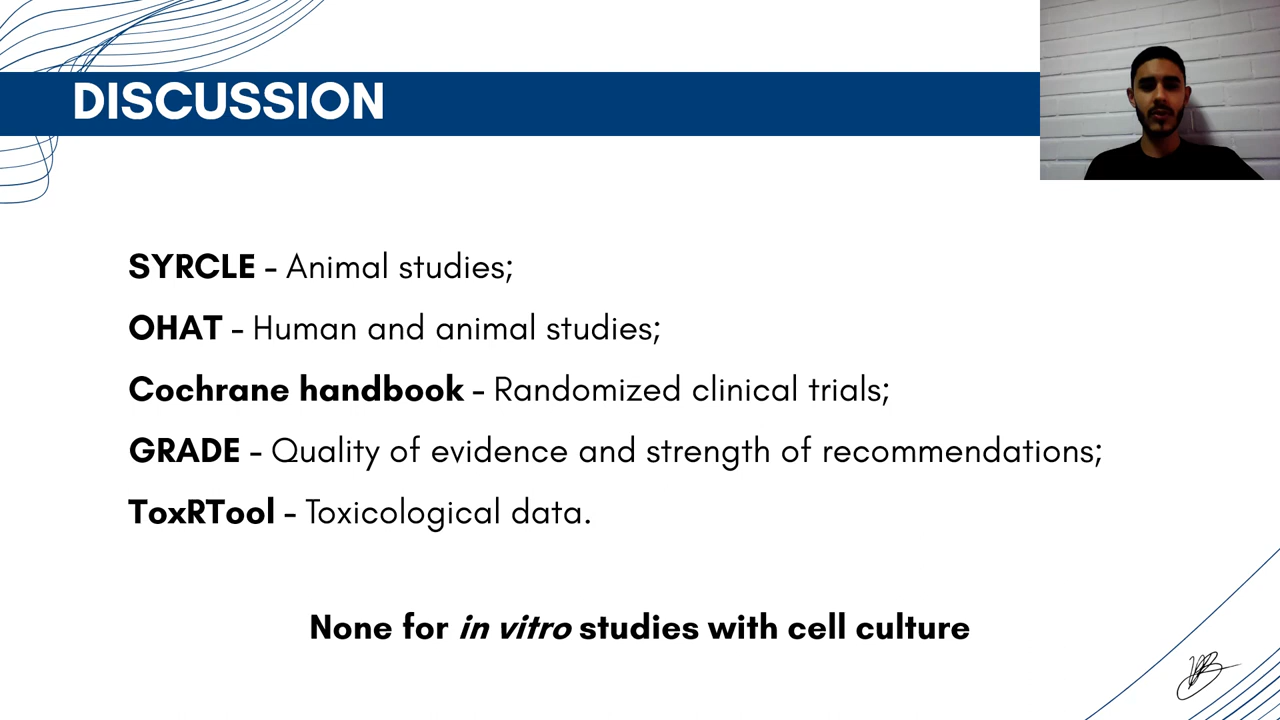 DISCUSSION
SYRCLE - Animal studies;
OHAT - Human and animal studies;
Cochrane handbook - Randomized clinical trials;
GRADE - Quality of evidence and strength of recommendations;
ToxRTool - Toxicological data.
None for in vitro studies with cell culture